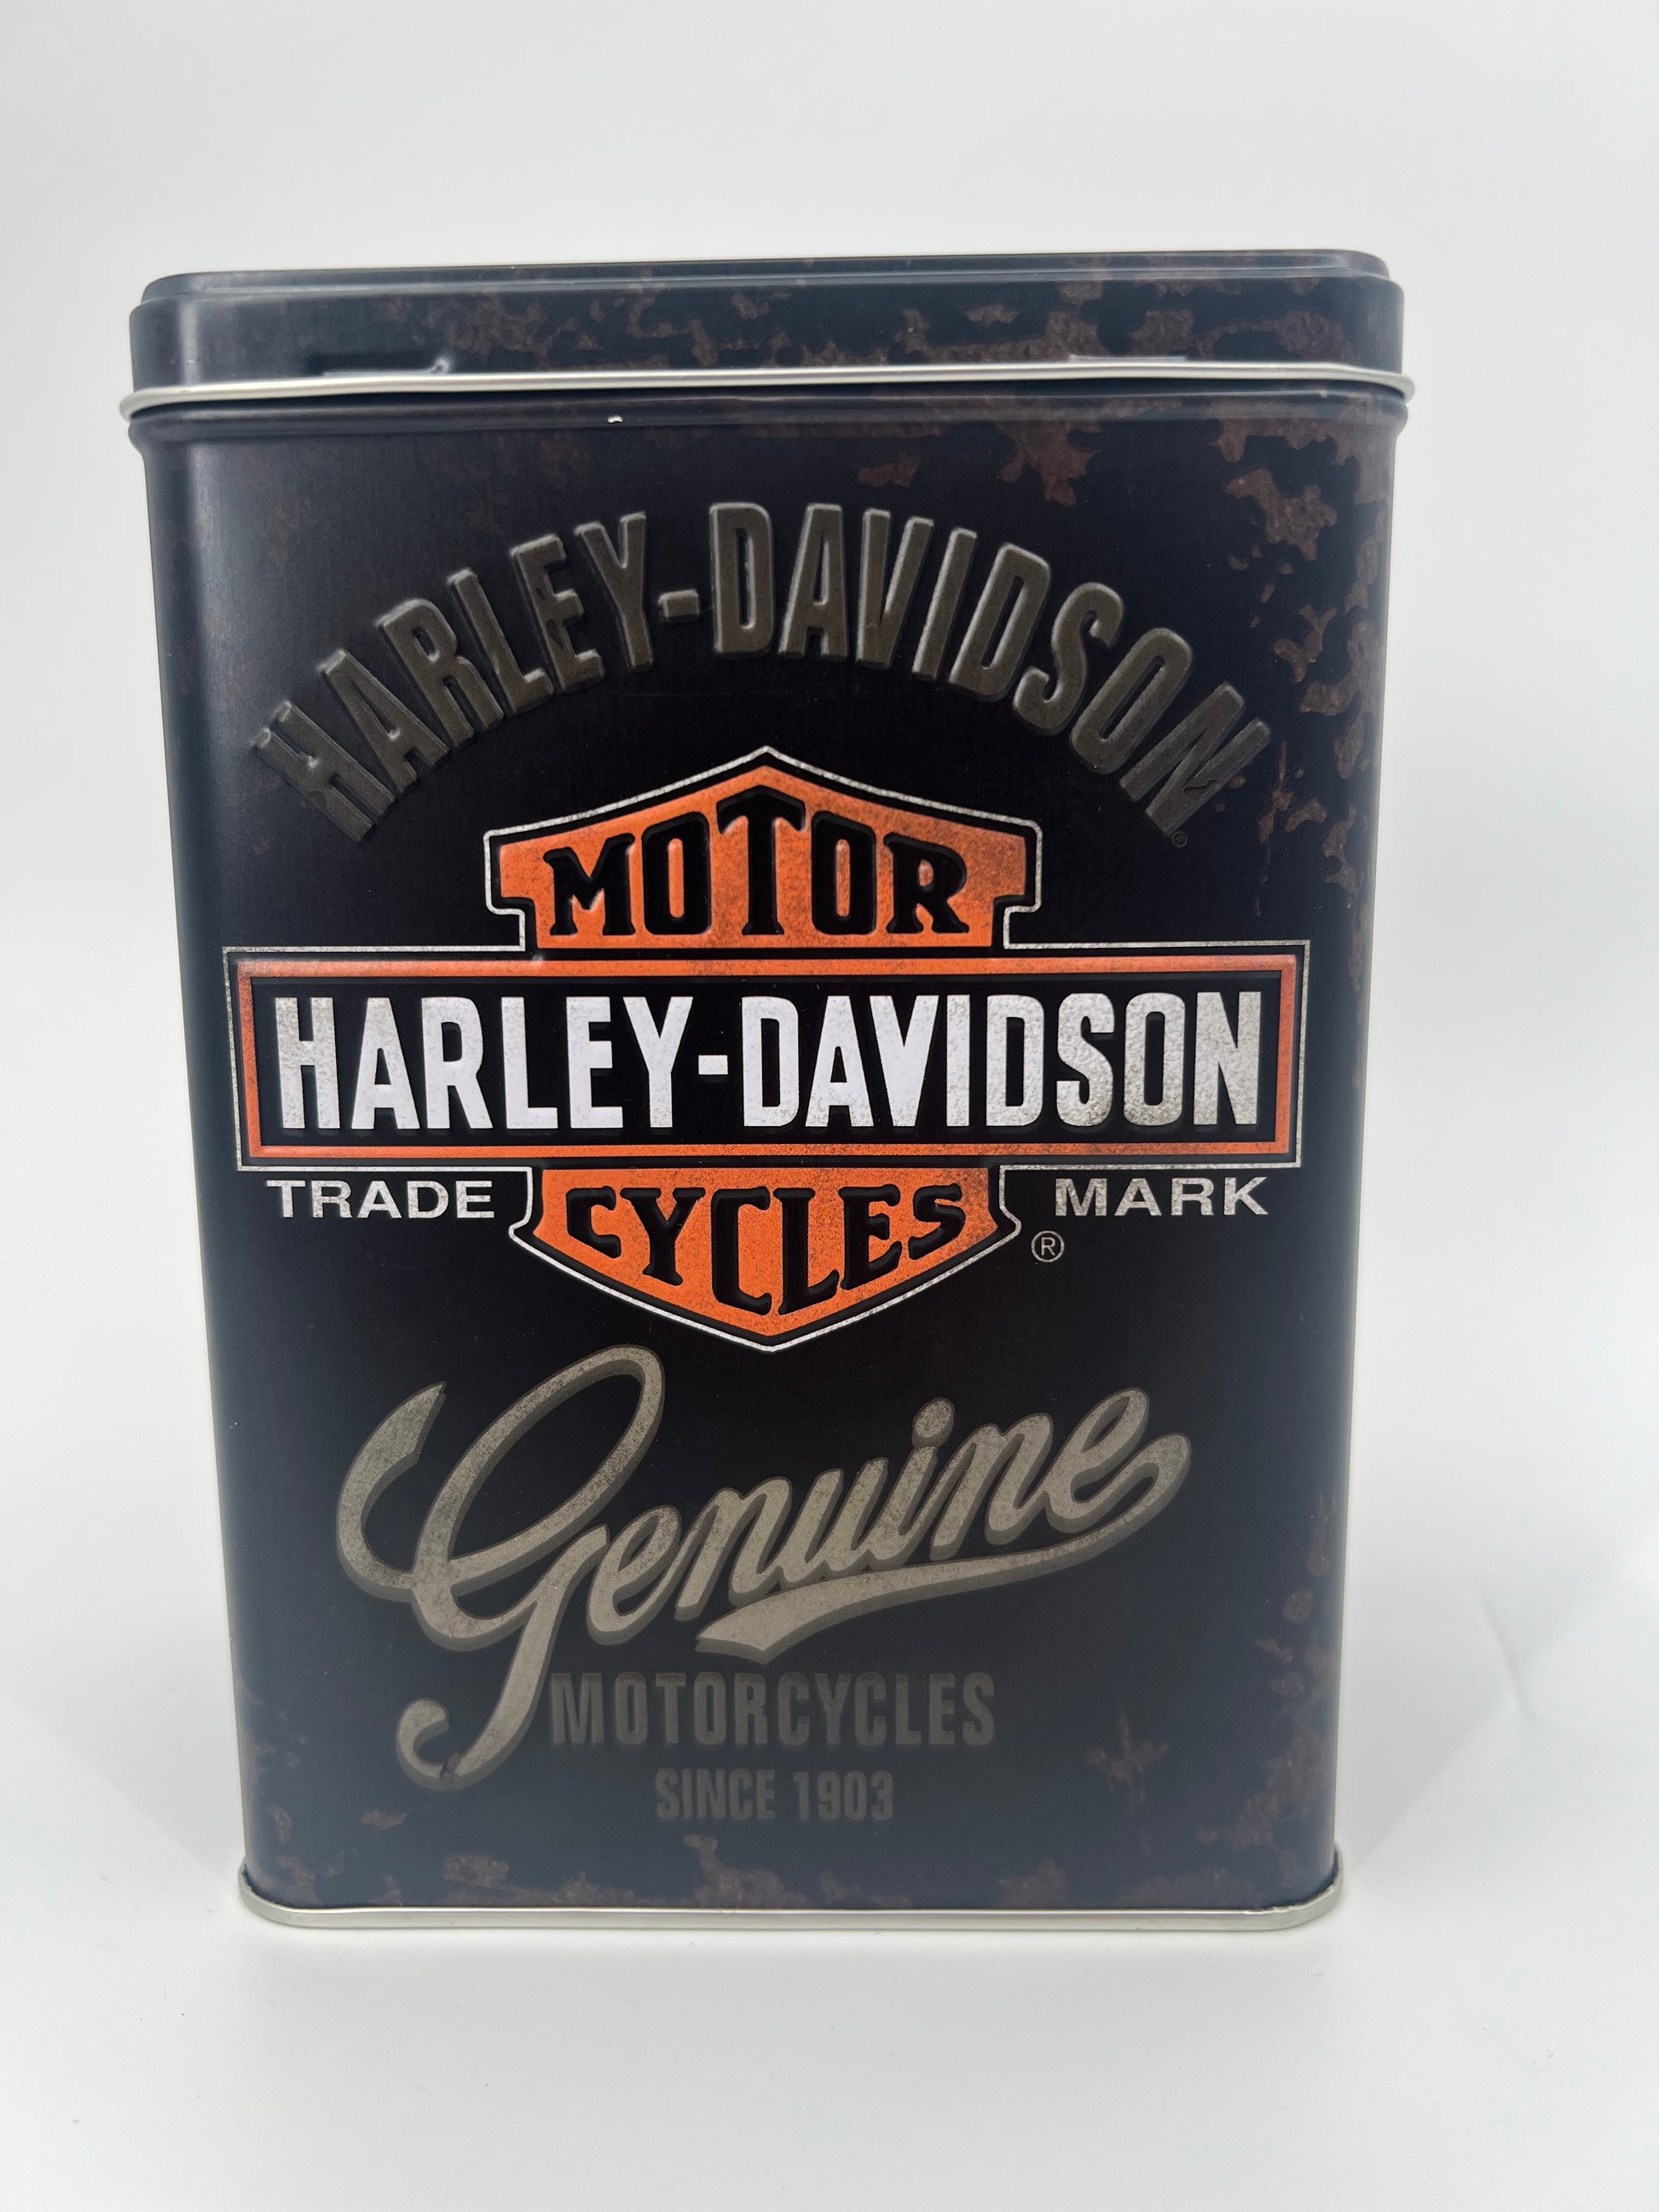 HARLEY-DAVIDSON®
MOTOR
HARLEY-DAVIDSON
TRADE CYCLES MARK
®
Genuine
MOTORCYCLES
SINCE 1903